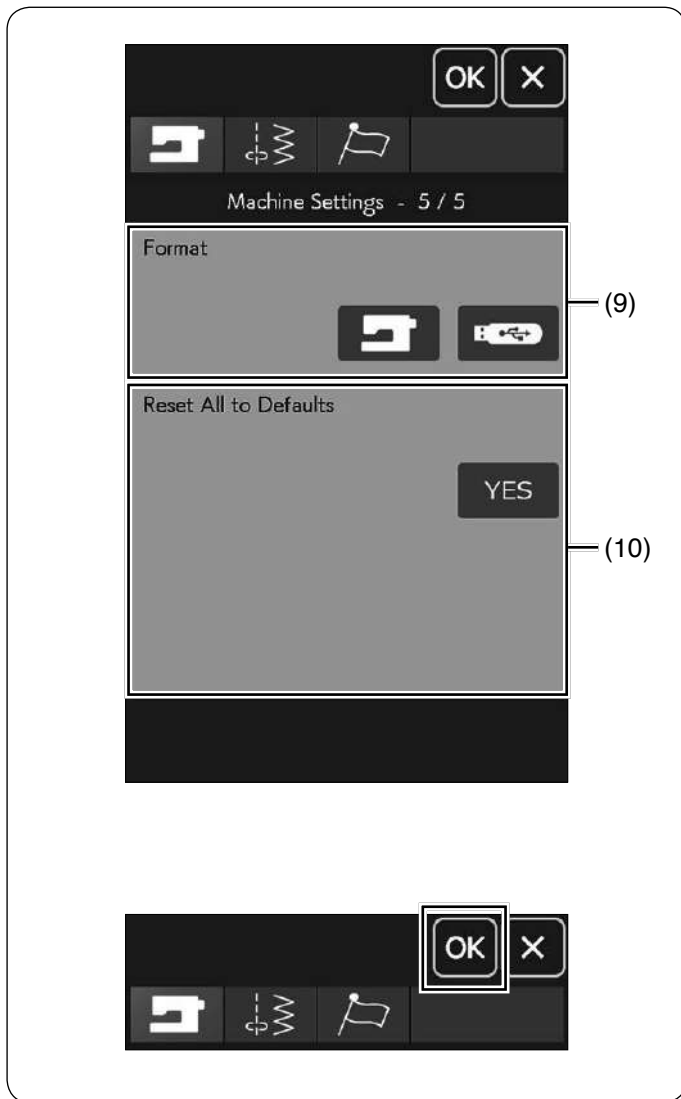 OK X
Machine Settings - 5 / 5
Format
(9)
Reset All to Defaults
YES
(10)
OK X